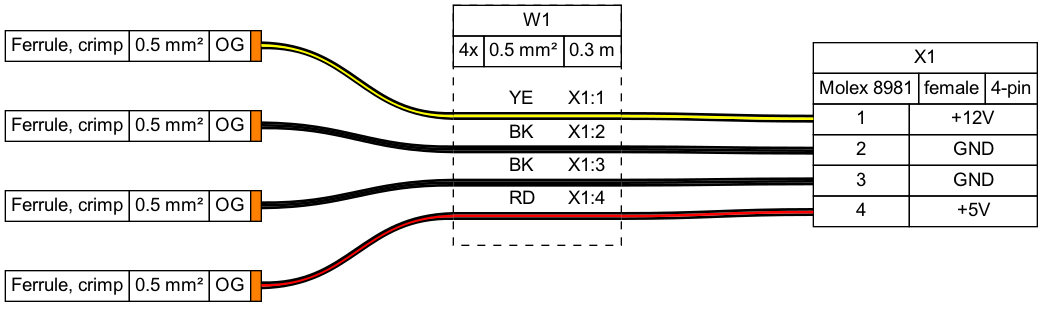 Ferrule, crimp 0.5 mm² OG
Ferrule, crimp 0.5 mm² OG
Ferrule, crimp 0.5 mm² OG
Ferrule, crimp 0.5 mm² OG
W1
4x 0.5 mm² 0.3 m
YE X1:1
BK X1:2
BK X1:3
RD X1:4
X1
Molex 8981 female 4-pin
1 +12V
2 GND
3 GND
4 +5V